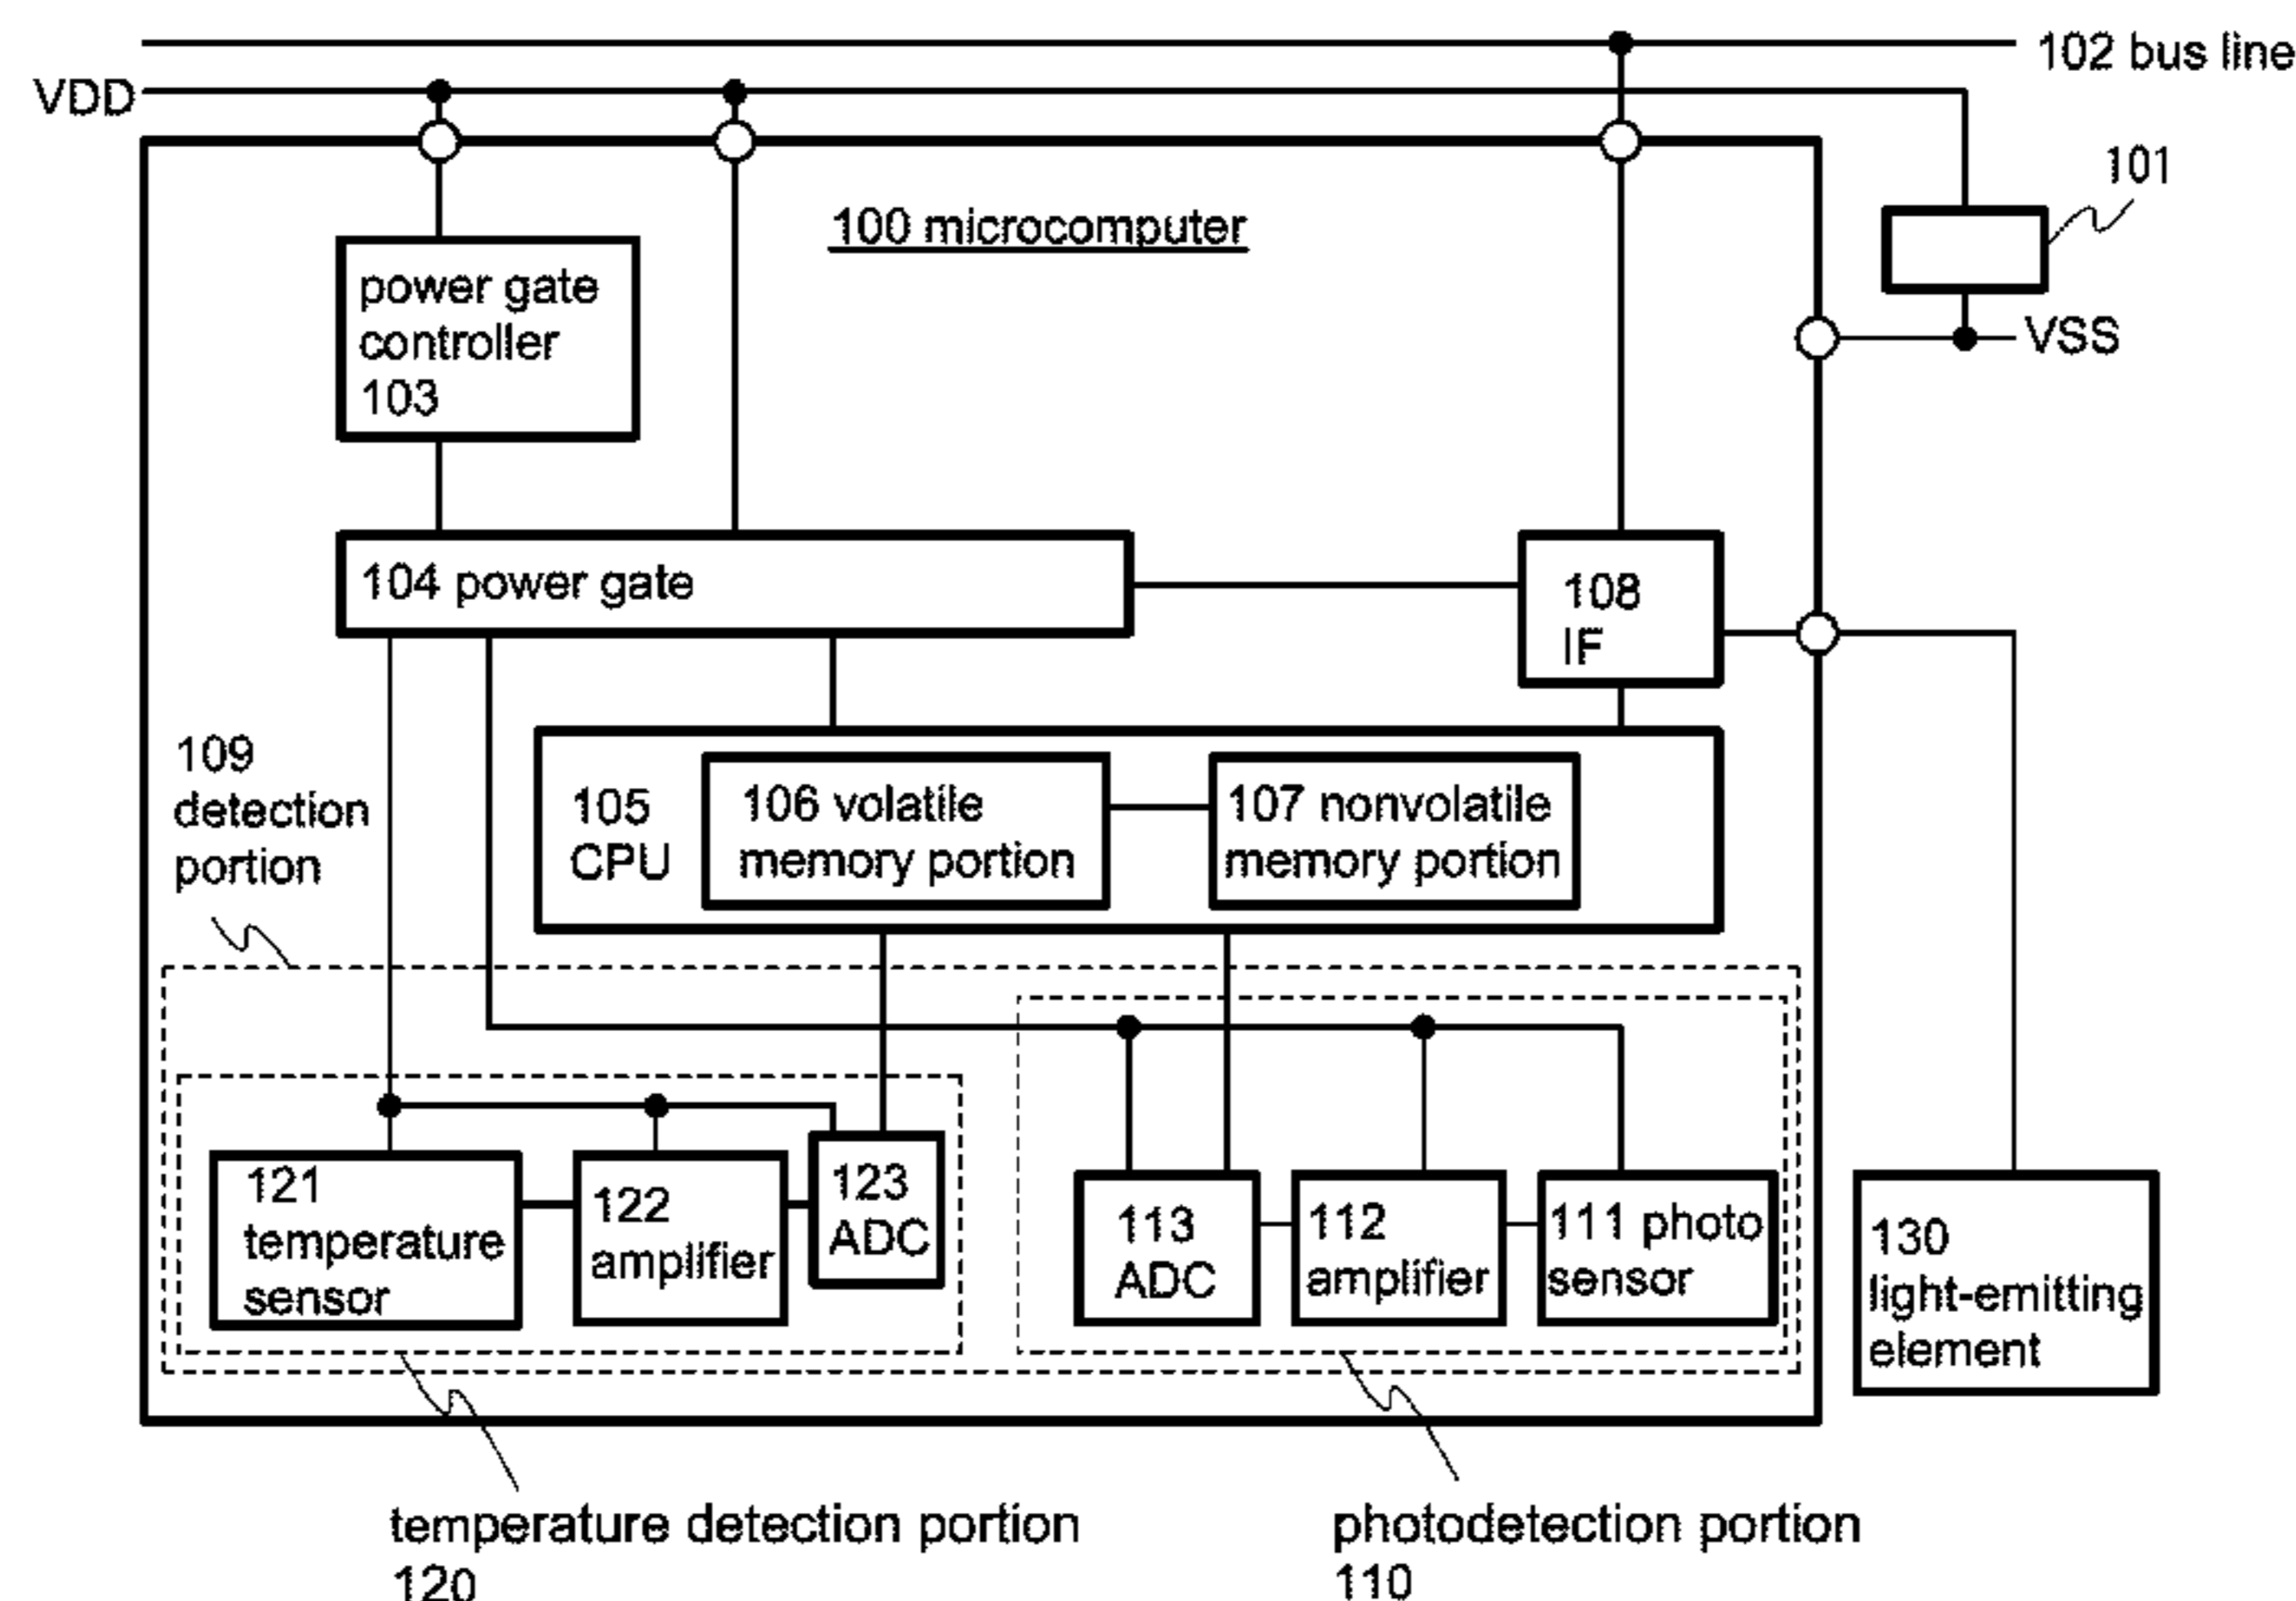 102 bus line
VDD
101
100 microcomputer
power gate
controller
103
VSS
104 power gate
108
IF
109
detection
portion
105
CPU
106 volatile
memory portion
107 nonvolatile
memory portion
121
temperature
sensor
122
amplifier
123
ADC
113
ADC
112
amplifier
111 photo
sensor
130
light-emitting
element
temperature detection portion
120
photodetection portion
110